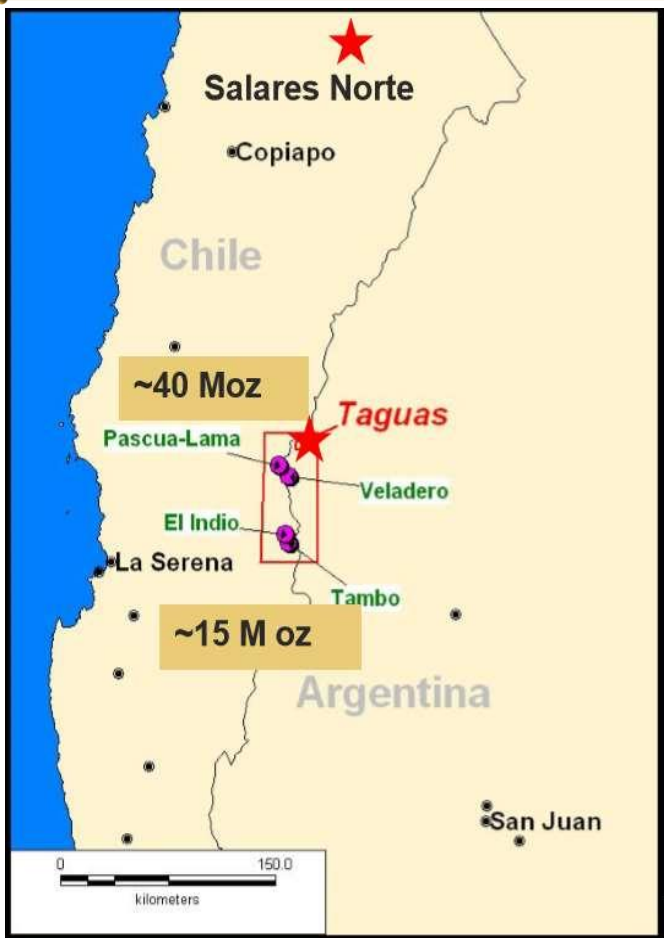 Salares Norte
Copiapo
Chile
~40 Moz
Taguas
Pascua-Lama
Veladero
El Indio
La Serena
Tambo
~15 M oz
Argentina
San Juan
0 150.0
kilometers